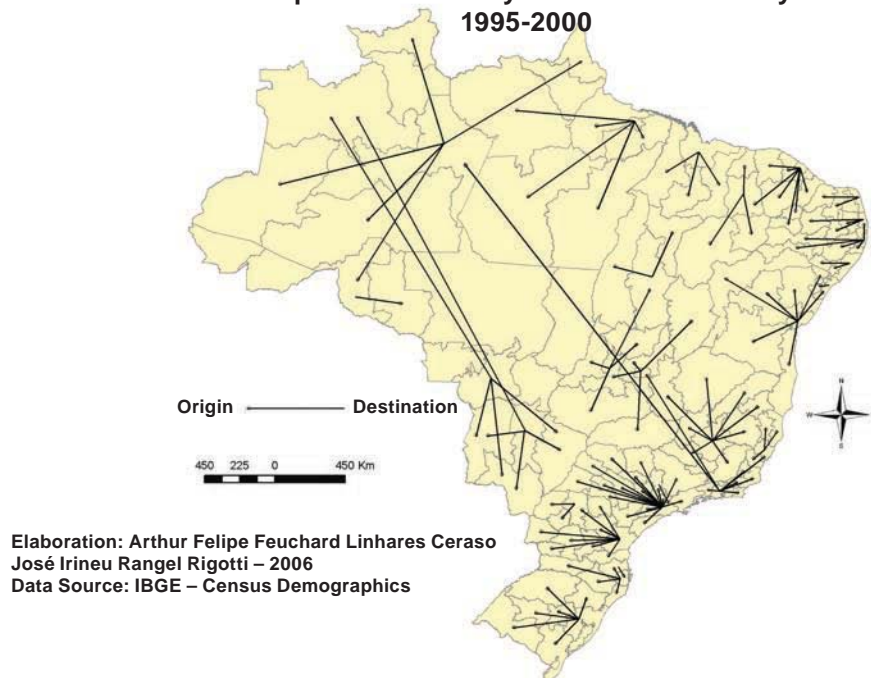 1995-2000
N
W
S
Origin Destination
450 225 0 450 Km
Elaboration: Arthur Felipe Feuchard Linhares Ceraso
José Irineu Rangel Rigotti – 2006
Data Source: IBGE – Census Demographics